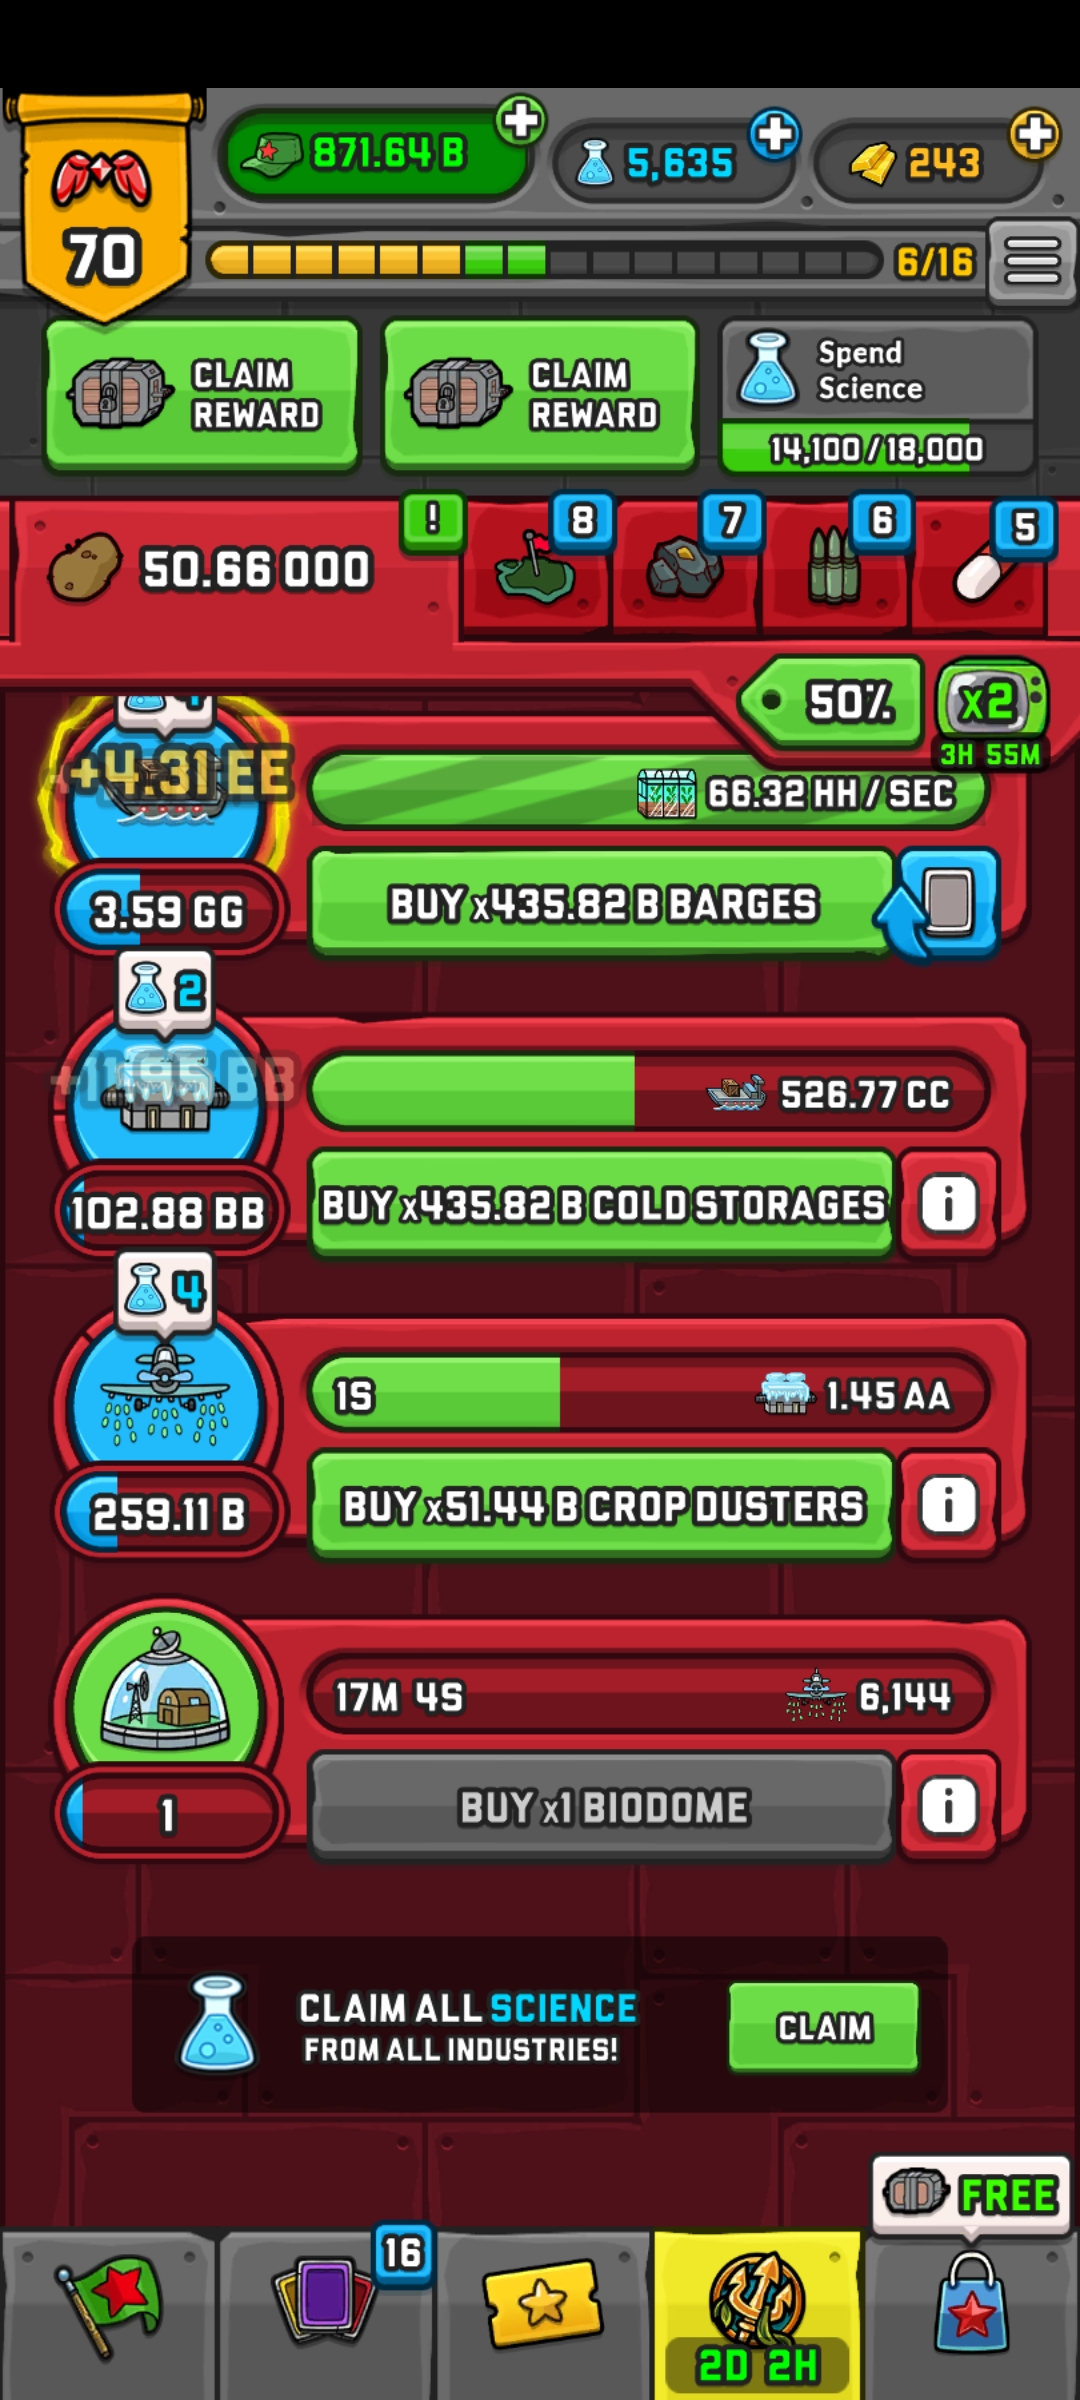 871.64 B
5,635
243
70
6/16
CLAIM
REWARD
CLAIM
REWARD
Spend
Science
14,100 / 18,000
!
8
7
6
5
50.66 000
50%
x2
3H 55M
+4.31 EE
66.32 HH / SEC
3.59 GG
BUY x435.82 B BARGES
2
+11.95 BB
526.77 CC
102.88 BB
BUY x435.82 B COLD STORAGES
i
4
1S
1.45 AA
259.11 B
BUY x51.44 B CROP DUSTERS
i
17M 4S
6,144
1
BUY x1 BIODOME
i
CLAIM ALL SCIENCE
FROM ALL INDUSTRIES!
CLAIM
FREE
16
2D 2H